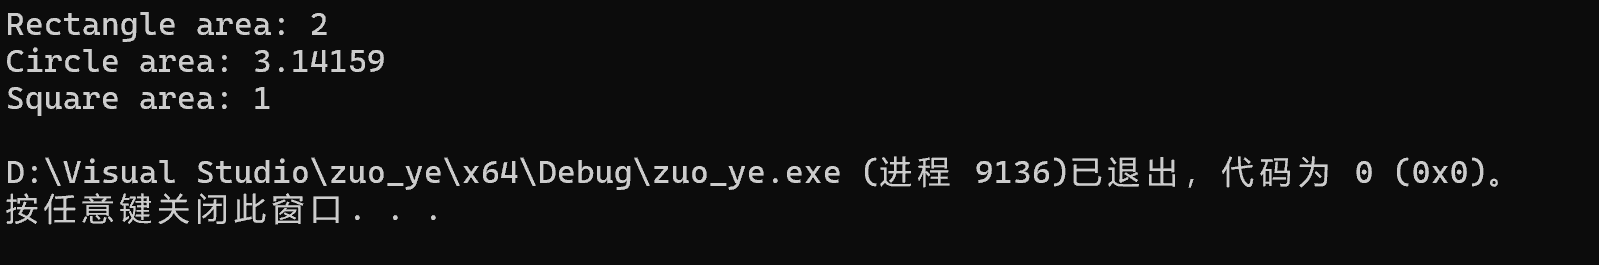 Rectangle area: 2
Circle area: 3.14159
Square area: 1
D:\Visual Studio\zuo_ye\x64\Debug\zuo_ye.exe (进程 9136)已退出，代码为 0 (0x0)。
按任意键关闭此窗口. . .